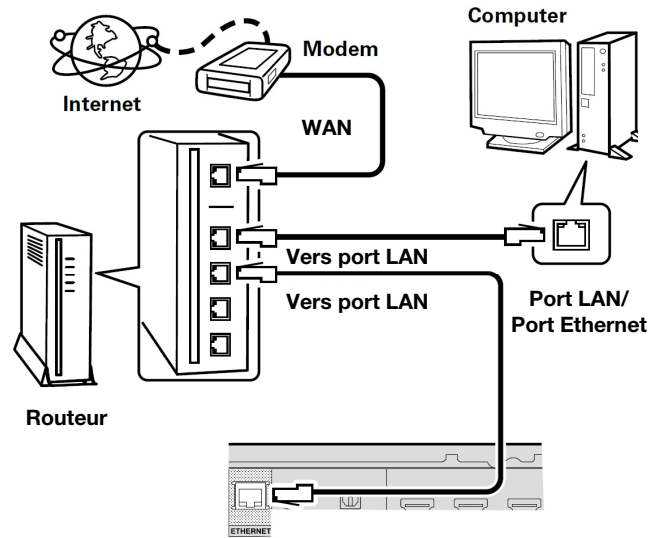 Computer
Modem
Internet
WAN
Vers port LAN
Vers port LAN
Port LAN/
Port Ethernet
Routeur
ETHERNET